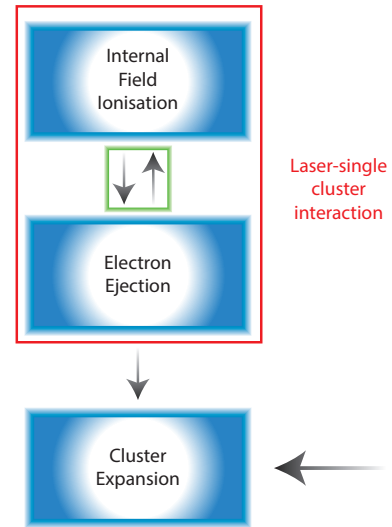 Internal
Field
Ionisation
Laser-single
cluster
interaction
Electron
Ejection
Cluster
Expansion